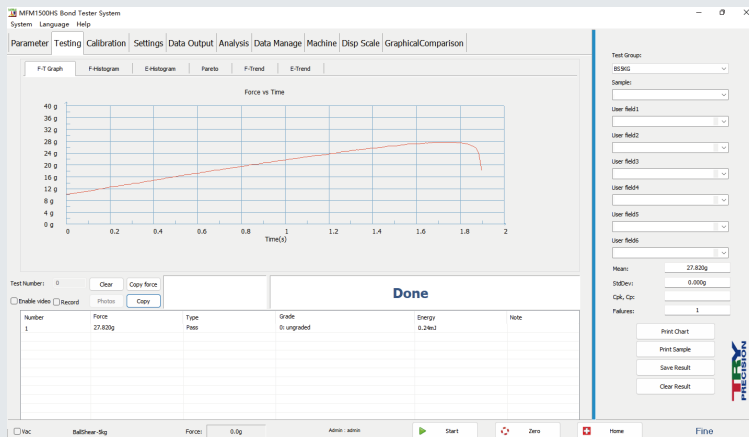 MFM1500HS Bond Tester System
System Language Help
Parameter Testing Calibration Settings Data Output Analysis Data Manage Machine Disp Scale GraphicalComparison
F-T Graph F-Histogram E-Histogram Pareto F-Trend E-Trend
Force vs Time
40 g
36 g
32 g
28 g
24 g
20 g
16 g
12 g
8 g
4 g
0 g
0 0.2 0.4 0.6 0.8 1 1.2 1.4 1.6 1.8 2
Time(s)
Test Number: 0 Clear Copy force
Enable video Record Photos Copy
Done
Number Force Type Grade Energy Note
1 27.820g Pass 0: ungraded 0.24mJ
Test Group:
BS5KG
Sample:
User field1
User field2
User field3
User field4
User field5
User field6
Mean: 27.820g
StdDev: 0.000g
Cpk, Cp:
Failures: 1
Print Chart
Print Sample
Save Result
Clear Result
PRECISION
Vac BallShear-5kg Force: 0.0g Admin : admin Start Zero Home Fine